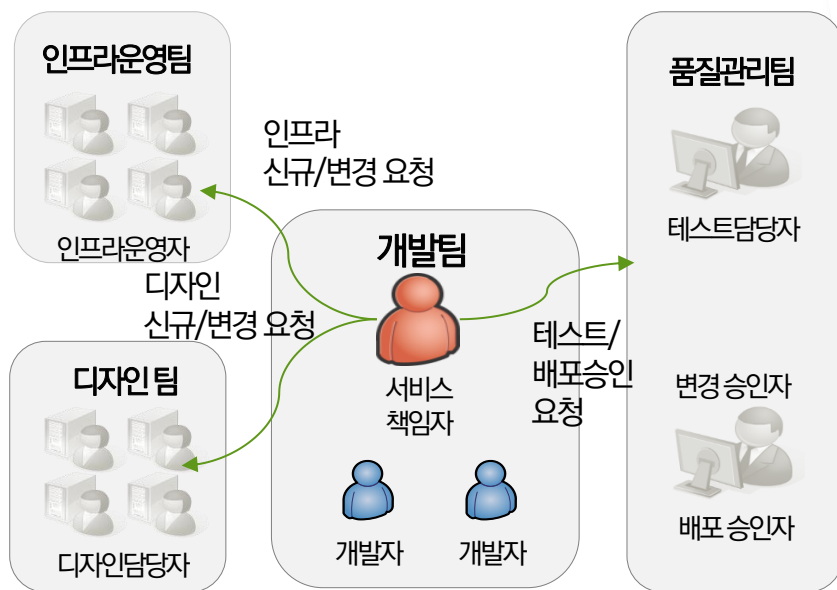 인프라운영팀
인프라운영자
인프라
신규/변경 요청
디자인
신규/변경 요청
디자인 팀
디자인담당자
개발팀
서비스
책임자
개발자
개발자
테스트/
배포승인
요청
품질관리팀
테스트담당자
변경 승인자
배포 승인자